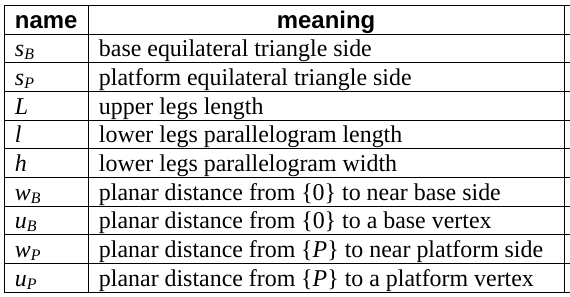 name meaning
s_B base equilateral triangle side
s_P platform equilateral triangle side
L upper legs length
l lower legs parallelogram length
h lower legs parallelogram width
w_B planar distance from {0} to near base side
u_B planar distance from {0} to a base vertex
w_P planar distance from {P} to near platform side
u_P planar distance from {P} to a platform vertex